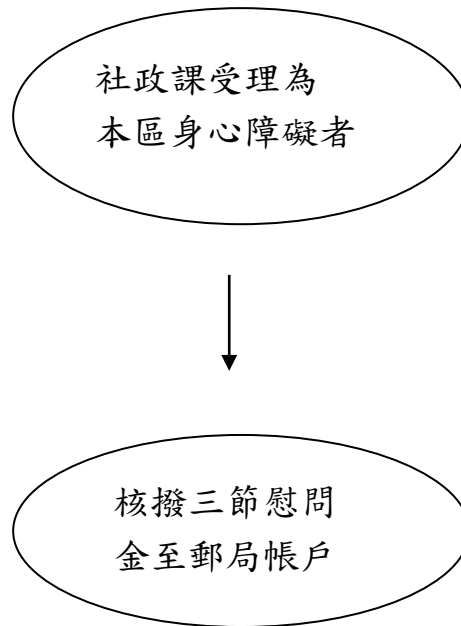 社政課受理為
本區身心障礙者
核撥三節慰問
金至郵局帳戶